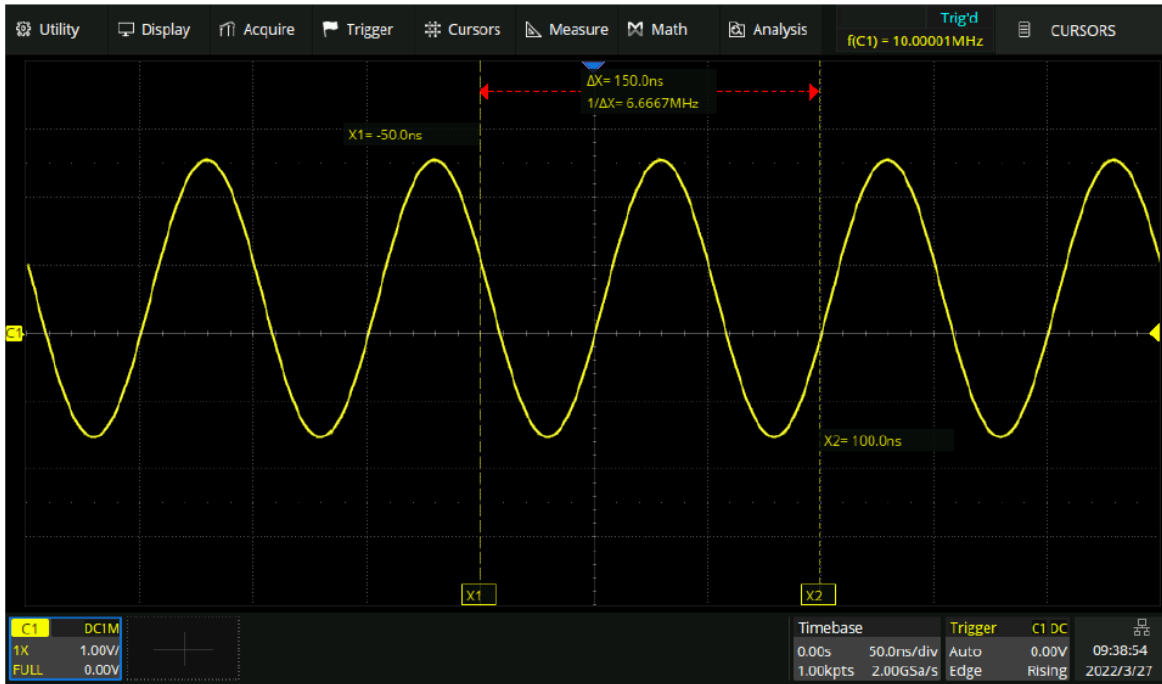 Utility Display Acquire Trigger Cursors Measure Math Analysis
Trig'd
f(C1) = 10.00001MHz
CURSORS
ΔX= 150.0ns
1/ΔX= 6.6667MHz
X1= -50.0ns
C1
X2= 100.0ns
X1 X2
C1 DC1M
1X 1.00V/
FULL 0.00V
Timebase
0.00s 50.0ns/div
1.00kpts 2.00GSa/s
Trigger C1 DC
Auto 0.00V
Edge Rising
09:38:54
2022/3/27